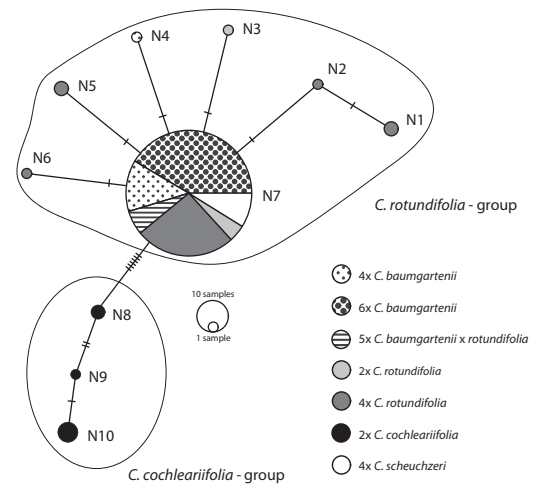 N4
N3
N5
N2
N1
N6
N7
C. rotundifolia - group
4x C. baumgartenii
10 samples
6x C. baumgartenii
N8
1 sample
5x C. baumgartenii x rotundifolia
N9
2x C. rotundifolia
4x C. rotundifolia
N10
2x C. cochleariifolia
4x C. scheuchzeri
C. cochleariifolia - group